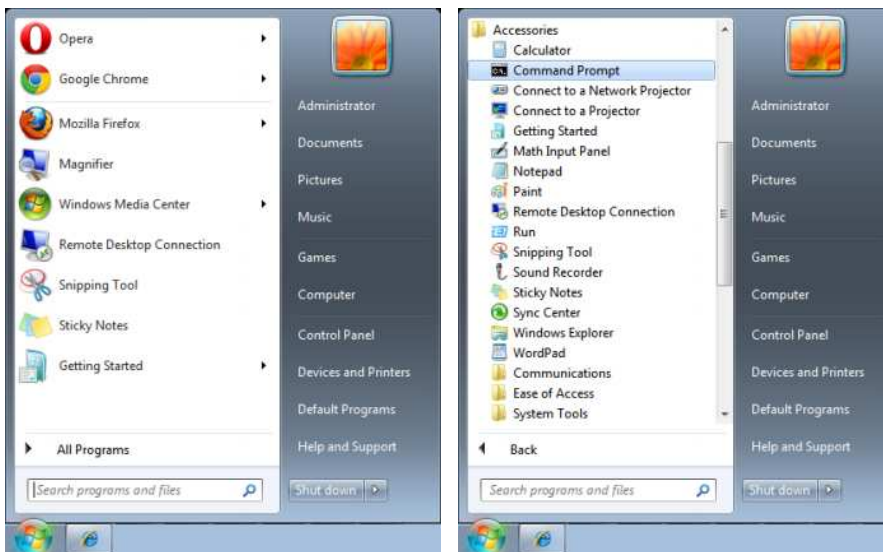 Opera
Google Chrome
Mozilla Firefox
Magnifier
Windows Media Center
Remote Desktop Connection
Snipping Tool
Sticky Notes
Getting Started
All Programs
Search programs and files
Administrator
Documents
Pictures
Music
Games
Computer
Control Panel
Devices and Printers
Default Programs
Help and Support
Shut down
Accessories
Calculator
Command Prompt
Connect to a Network Projector
Connect to a Projector
Getting Started
Math Input Panel
Notepad
Paint
Remote Desktop Connection
Run
Snipping Tool
Sound Recorder
Sticky Notes
Sync Center
Windows Explorer
WordPad
Communications
Ease of Access
System Tools
Back
Search programs and files
Administrator
Documents
Pictures
Music
Games
Computer
Control Panel
Devices and Printers
Default Programs
Help and Support
Shut down